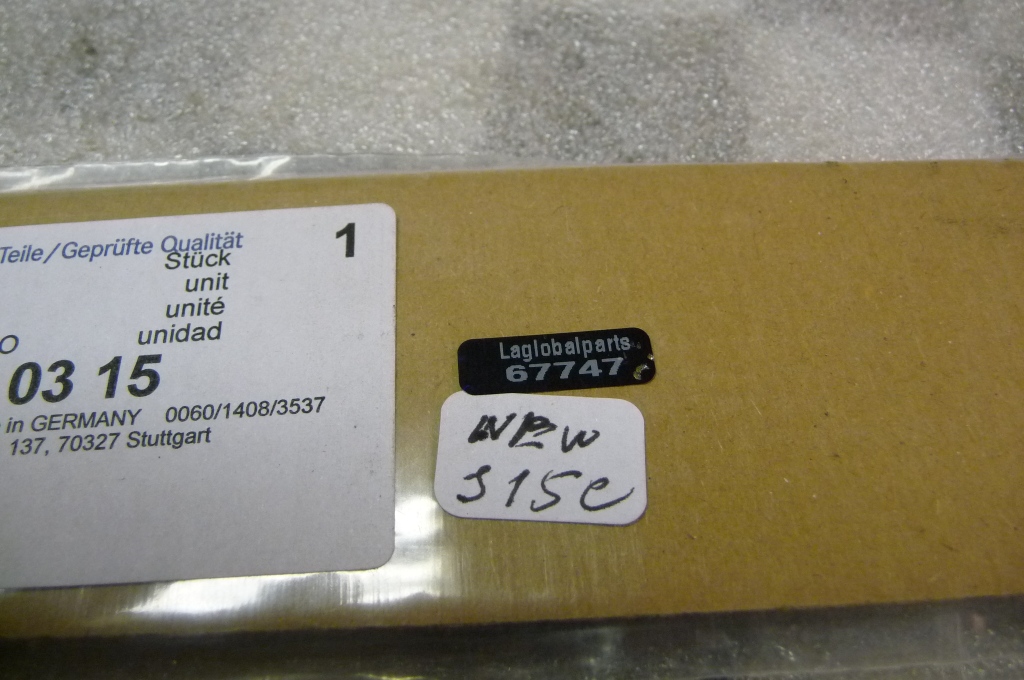 Teile/Geprüfte Qualität
1
Stück
unit
unité
unidad
O
03 15
in GERMANY 0060/1408/3537
137, 70327 Stuttgart
Laglobalparts
67747
NEW
S15e